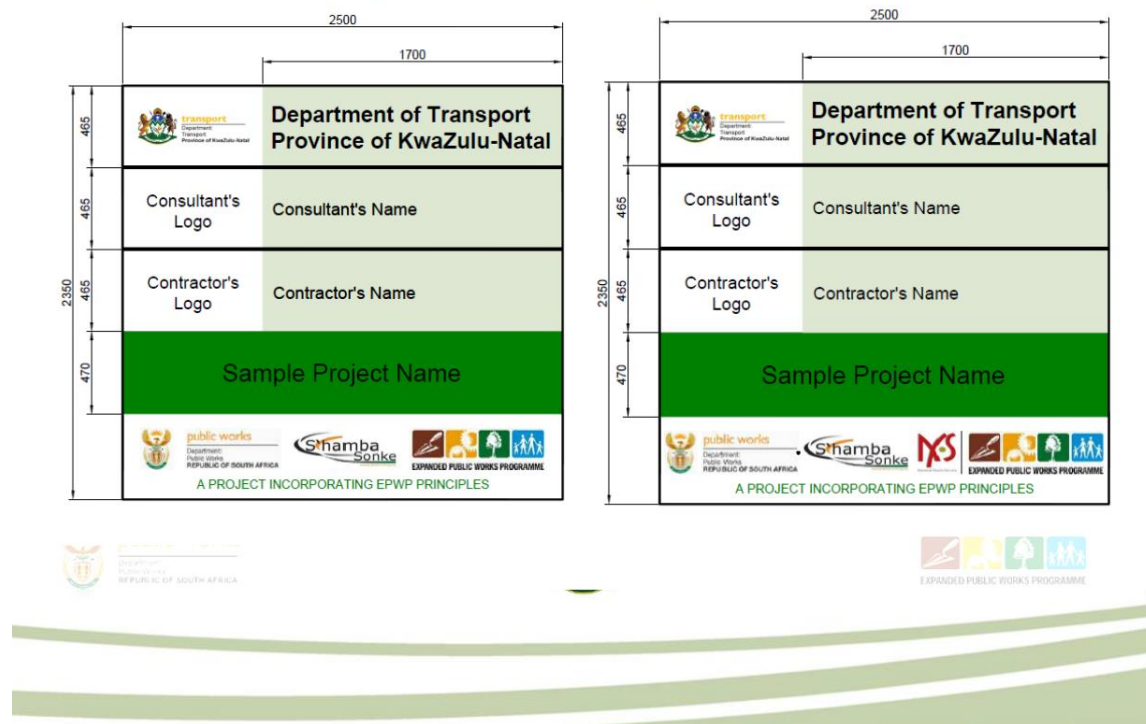 2500
1700
2350
465
465
465
470
transport
Department:
Transport
Province of KwaZulu-Natal
Department of Transport
Province of KwaZulu-Natal
Consultant's
Logo
Consultant's Name
Contractor's
Logo
Contractor's Name
Sample Project Name
public works
Department:
Public Works
REPUBLIC OF SOUTH AFRICA
S'hamba
Sonke
EXPANDED PUBLIC WORKS PROGRAMME
A PROJECT INCORPORATING EPWP PRINCIPLES
2500
1700
2350
465
465
465
470
transport
Department:
Transport
Province of KwaZulu-Natal
Department of Transport
Province of KwaZulu-Natal
Consultant's
Logo
Consultant's Name
Contractor's
Logo
Contractor's Name
Sample Project Name
public works
Department:
Public Works
REPUBLIC OF SOUTH AFRICA
S'hamba
Sonke
NYS
EXPANDED PUBLIC WORKS PROGRAMME
A PROJECT INCORPORATING EPWP PRINCIPLES
REPUBLIC OF SOUTH AFRICA
EXPANDED PUBLIC WORKS PROGRAMME